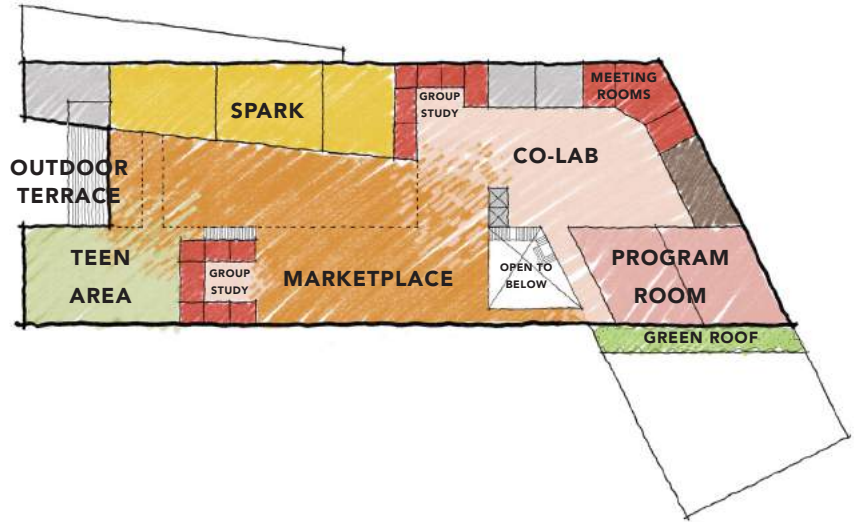 SPARK
GROUP
STUDY
MEETING
ROOMS
CO-LAB
OUTDOOR
TERRACE
TEEN
AREA
GROUP
STUDY
MARKETPLACE
OPEN TO
BELOW
PROGRAM
ROOM
GREEN ROOF